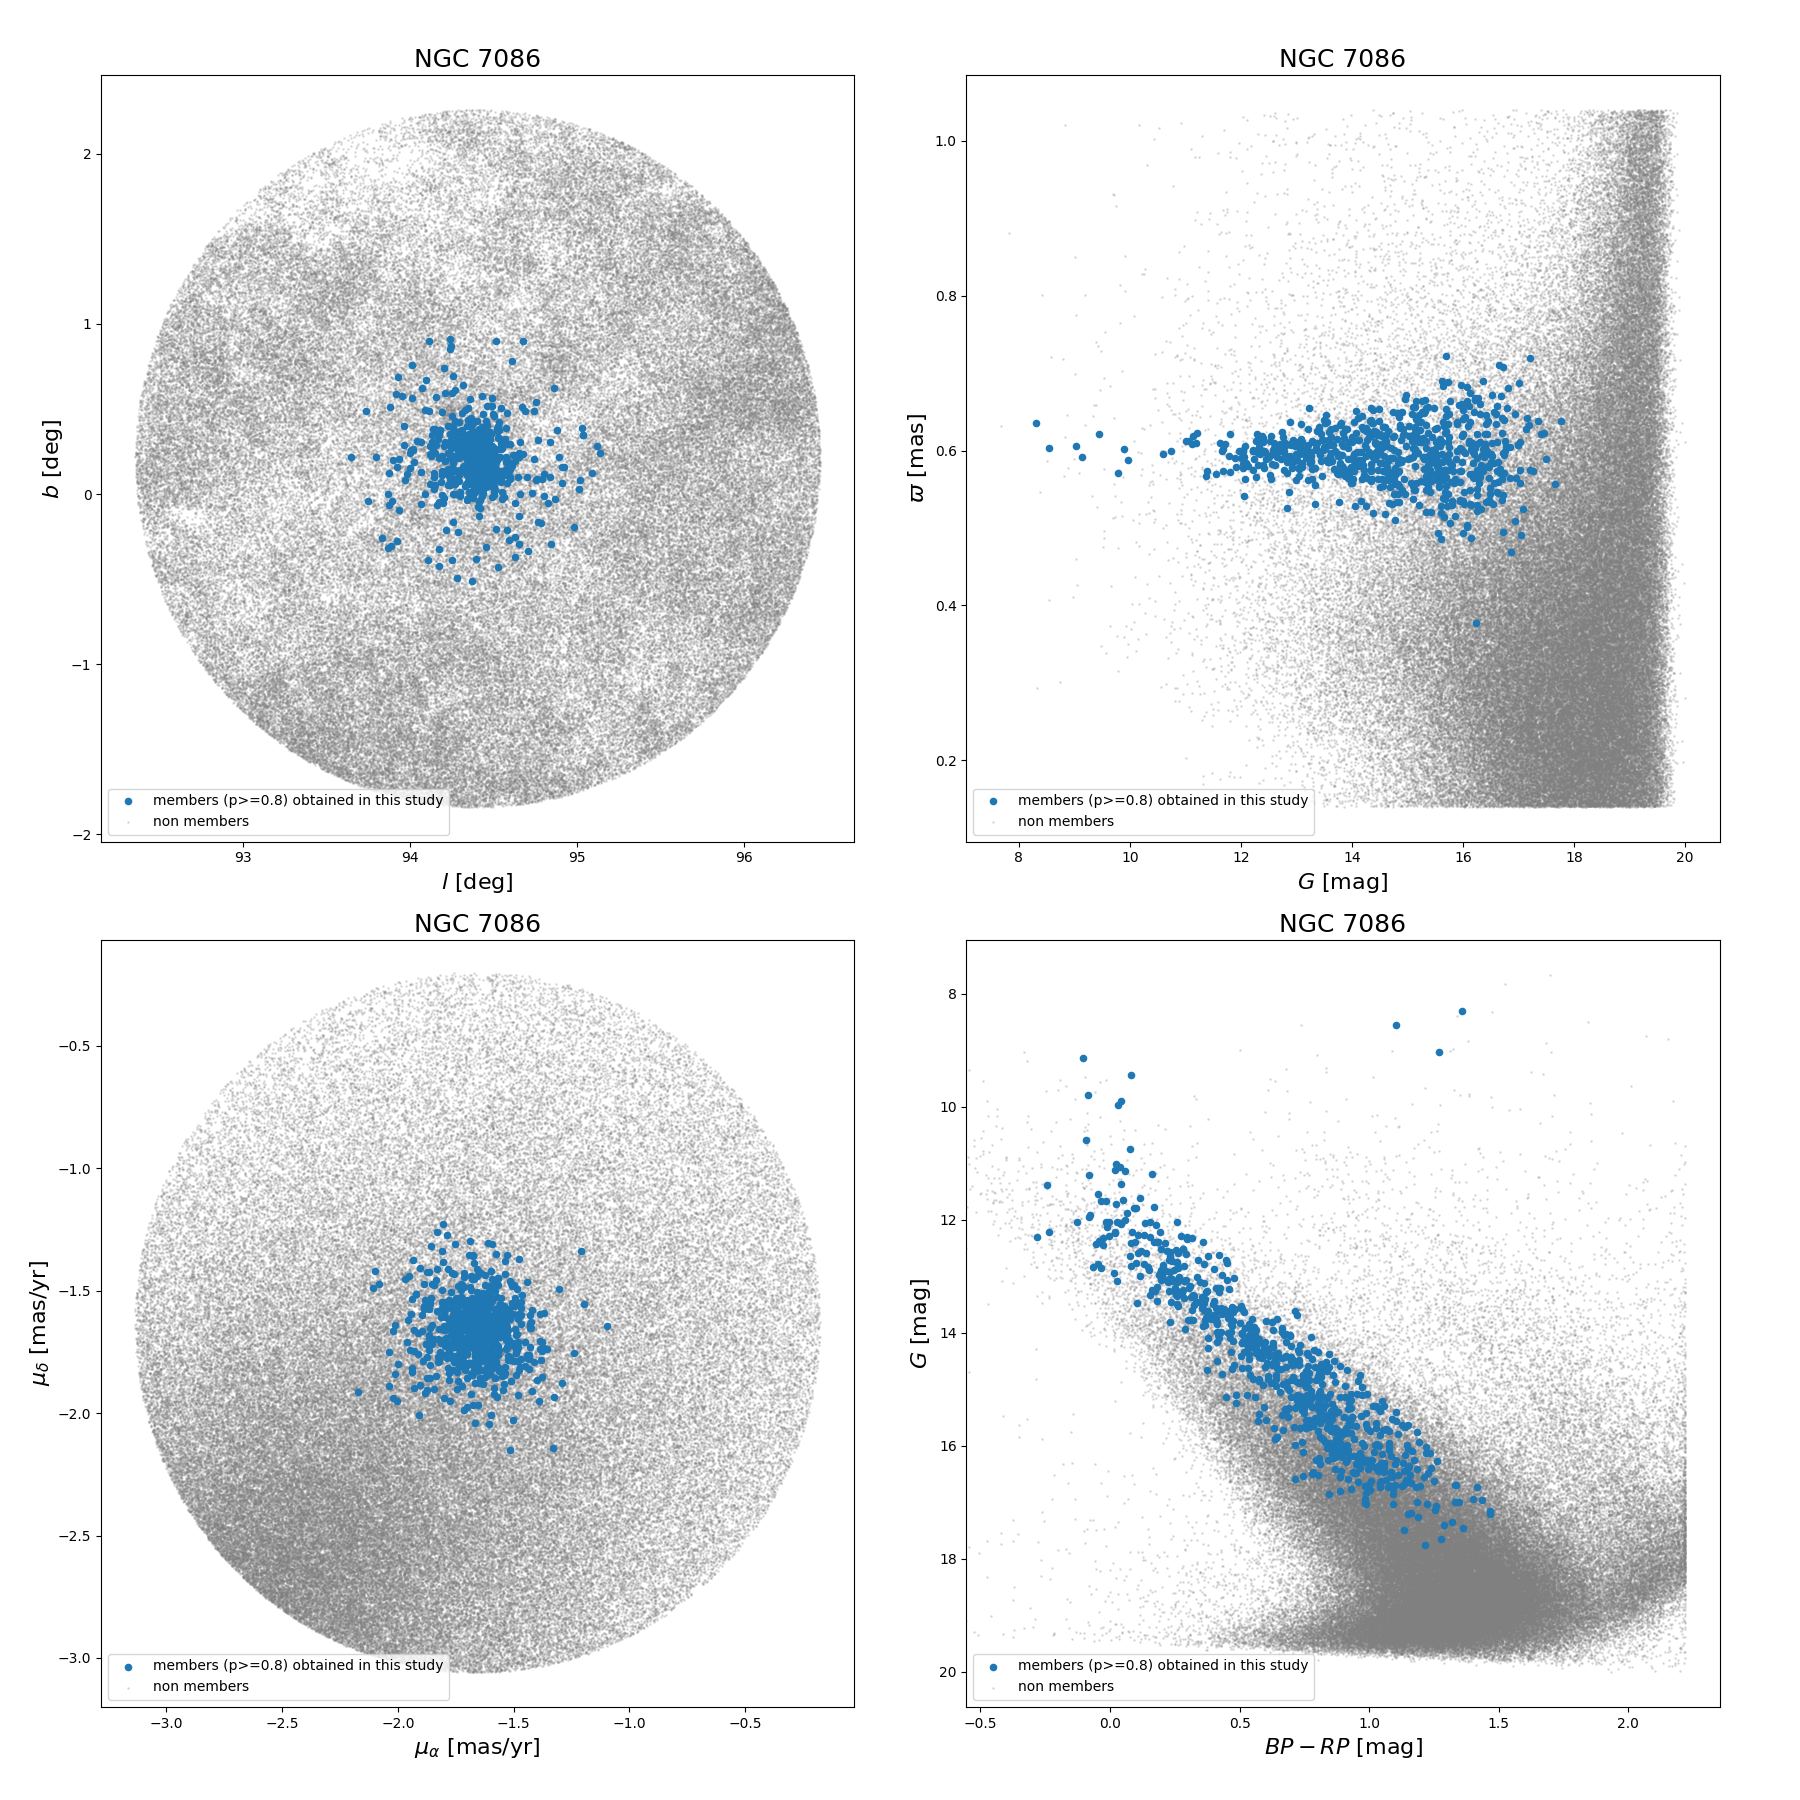 NGC 7086
2
1
0
−1
−2
b [deg]
members (p>=0.8) obtained in this study
non members
93
94
95
96
l [deg]
NGC 7086
1.0
0.8
0.6
0.4
0.2
ϖ [mas]
members (p>=0.8) obtained in this study
non members
8
10
12
14
16
18
20
G [mag]
NGC 7086
−0.5
−1.0
−1.5
−2.0
−2.5
−3.0
μδ [mas/yr]
members (p>=0.8) obtained in this study
non members
−3.0
−2.5
−2.0
−1.5
−1.0
−0.5
μα [mas/yr]
NGC 7086
8
10
12
14
16
18
20
G [mag]
members (p>=0.8) obtained in this study
non members
−0.5
0.0
0.5
1.0
1.5
2.0
BP − RP [mag]